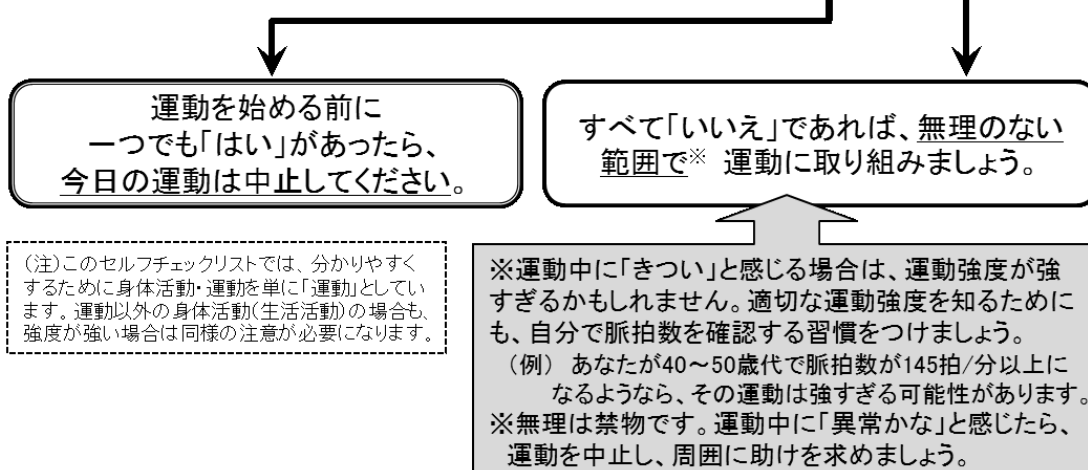 運動を始める前に
一つでも「はい」があったら、
今日の運動は中止してください。
すべて「いいえ」であれば、無理のない
範囲で※ 運動に取り組みましょう。
(注)このセルフチェックリストでは、分かりやすく
するために身体活動・運動を単に「運動」としてい
ます。運動以外の身体活動(生活活動)の場合も、
強度が強い場合は同様の注意が必要になります。
※運動中に「きつい」と感じる場合は、運動強度が強
すぎるかもしれません。適切な運動強度を知るために
も、自分で脈拍数を確認する習慣をつけましょう。
(例) あなたが40～50歳代で脈拍数が145拍/分以上に
なるようなら、その運動は強すぎる可能性があります。
※無理は禁物です。運動中に「異常かな」と感じたら、
運動を中止し、周囲に助けを求めましょう。